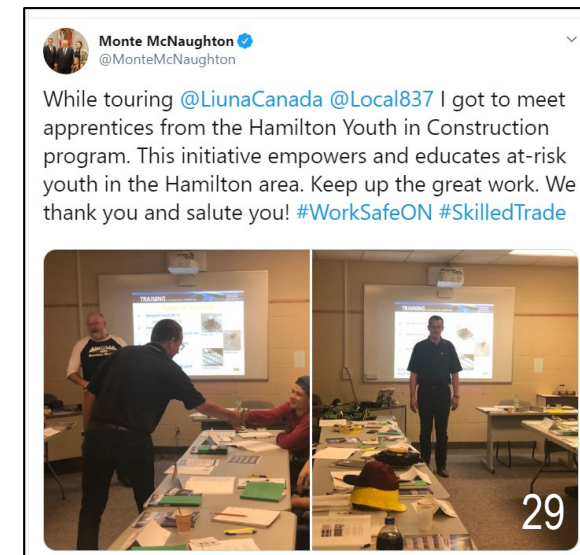 Monte McNaughton
@MonteMcNaughton
While touring @LiunaCanada @Local837 I got to meet
apprentices from the Hamilton Youth in Construction
program. This initiative empowers and educates at-risk
youth in the Hamilton area. Keep up the great work. We
thank you and salute you! #WorkSafeON #SkilledTrade
TRAINING
TRAINING
29